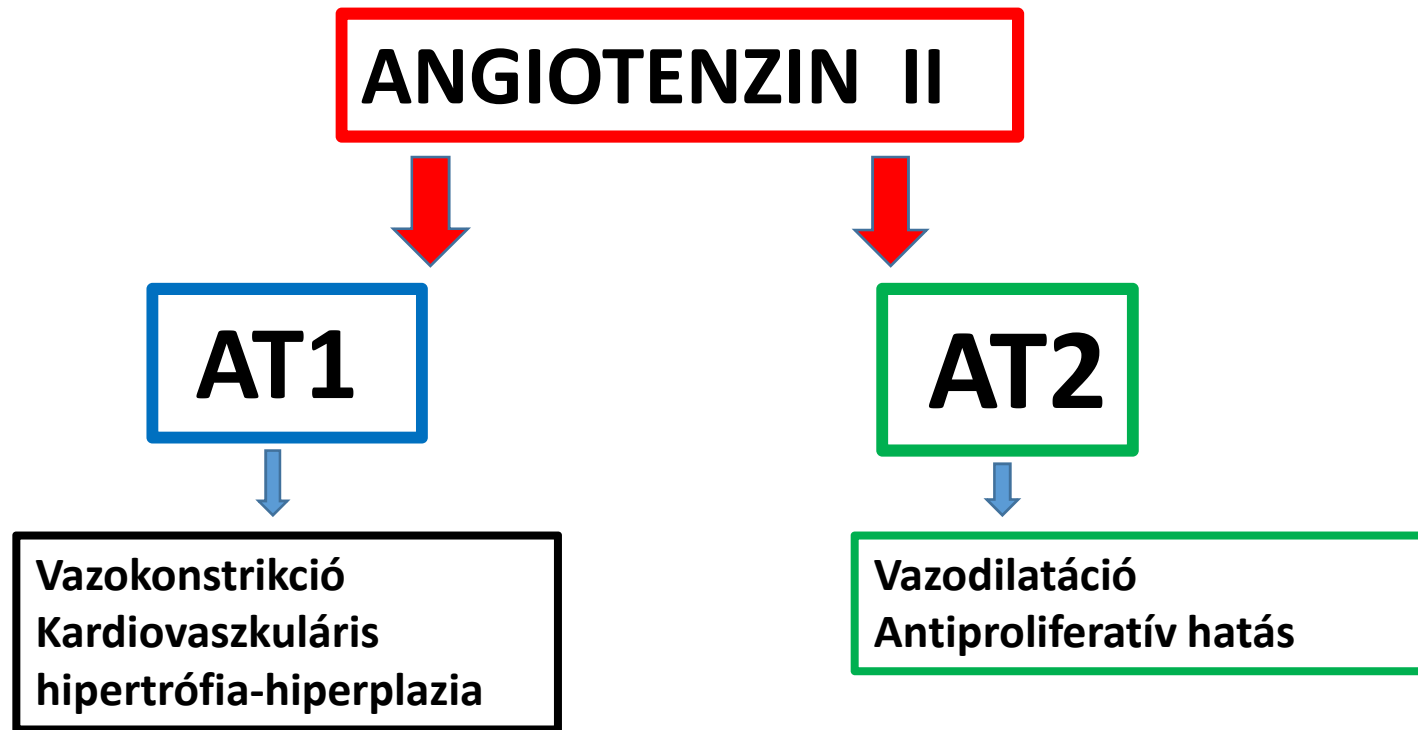 ANGIOTENZIN II
AT1
AT2
Vazokonstrikció
Kardiovaszkuláris
hipertrófia-hiperplazia
Vazodilatáció
Antiproliferatív hatás